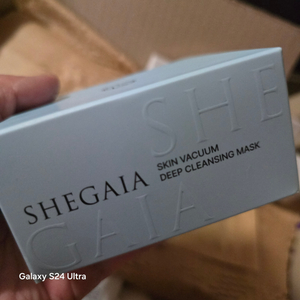 SHE
GAIA
SHEGAIA
SKIN VACUUM
DEEP CLEANSING MASK
Galaxy S24 Ultra